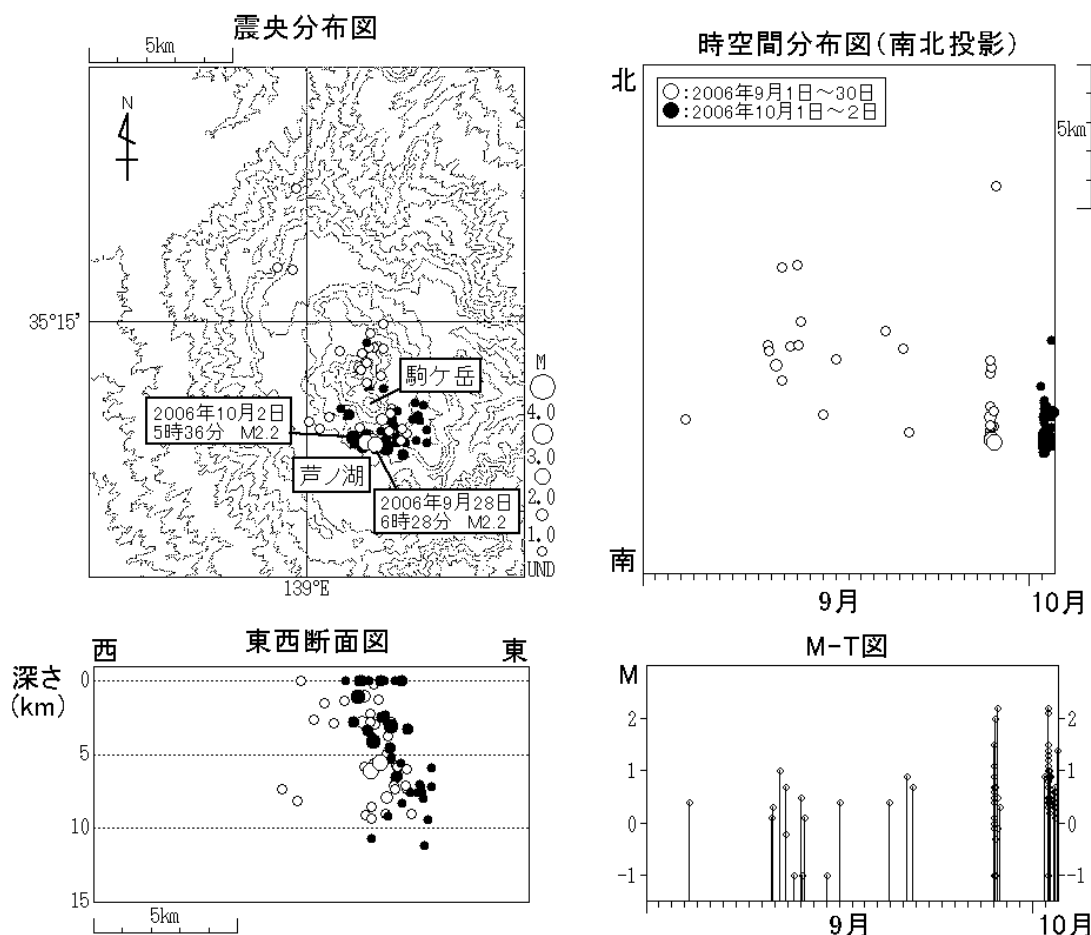 震央分布図
5km
N
35°15′
139°E
駒ケ岳
2006年10月2日
5時36分 M2.2
芦ノ湖
2006年9月28日
6時28分 M2.2
M
4.0
3.0
2.0
1.0
UND
時空間分布図(南北投影)
北
○:2006年9月1日～30日
●:2006年10月1日～2日
5km
南
9月
10月
東西断面図
西
東
深さ
(km)
0
5
10
15
5km
M-T図
M
2
1
0
-1
2
1
0
-1
9月
10月